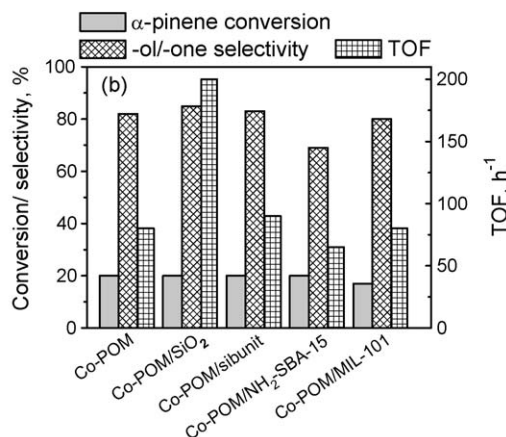 α-pinene conversion
-ol/-one selectivity TOF
(b)
Conversion/ selectivity, %
100
80
60
40
20
0
TOF, h⁻¹
200
150
100
50
0
Co-POM
Co-POM/SiO₂
Co-POM/sibunit
Co-POM/NH₂-SBA-15
Co-POM/MIL-101